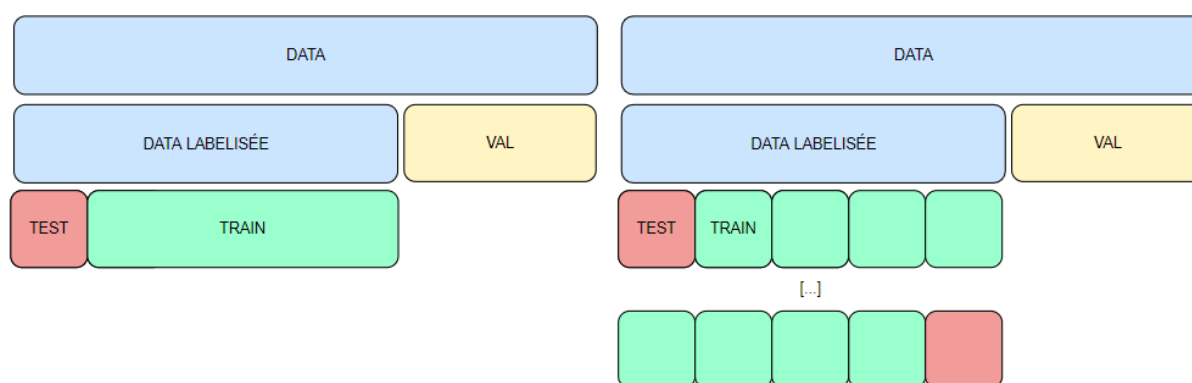 DATA
DATA
DATA LABELISÉE
VAL
DATA LABELISÉE
VAL
TEST
TRAIN
TEST
TRAIN
[...]